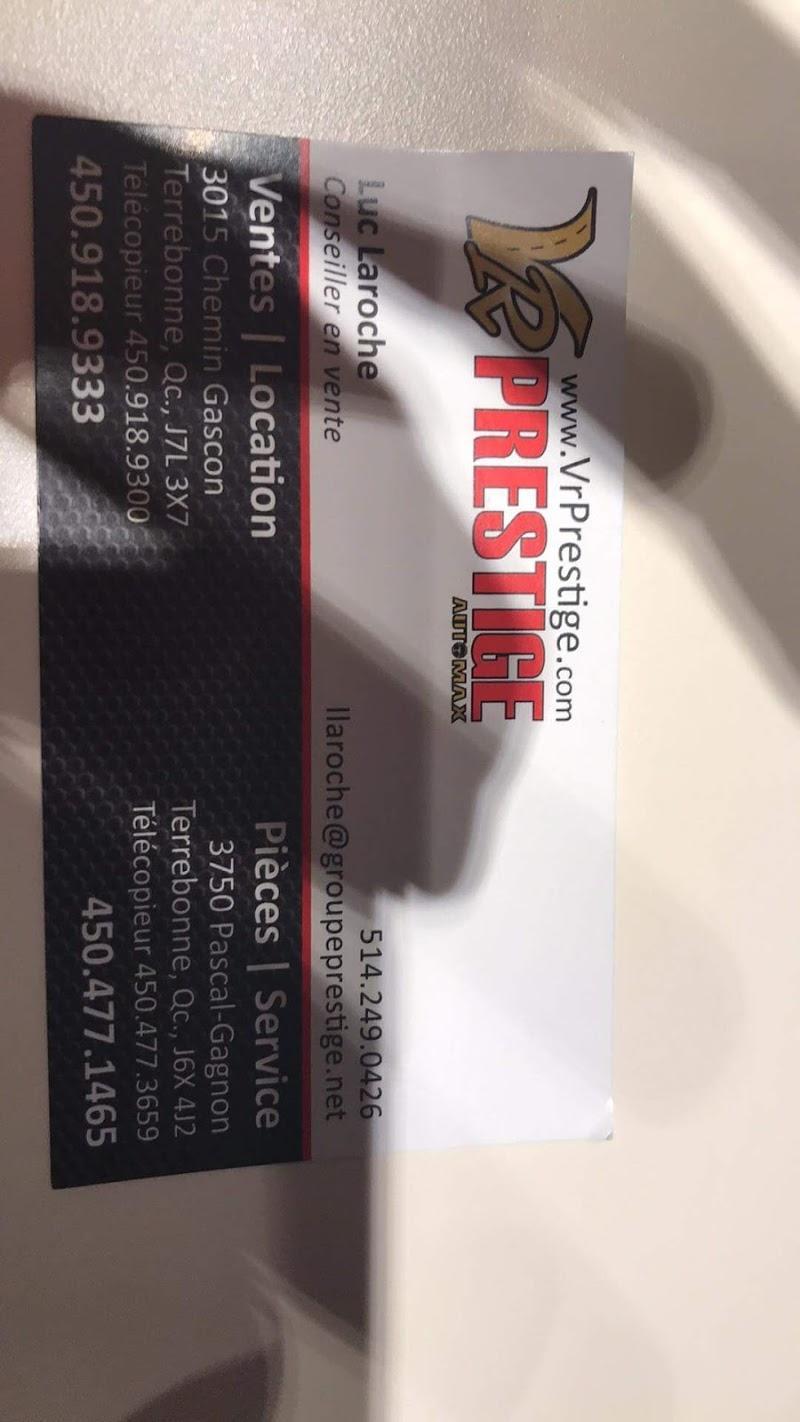 www.VrPrestige.com
VR PRESTIGE
AUTOMAX
Luc Laroche
Conseiller en vente
514.249.0426
llaroche@groupeprestige.net
Ventes | Location
3015 Chemin Gascon
Terrebonne, Qc., J7L 3X7
Télécopieur 450.918.9300
450.918.9333
Pièces | Service
3750 Pascal-Gagnon
Terrebonne, Qc., J6X 4J2
Télécopieur 450.477.3659
450.477.1465